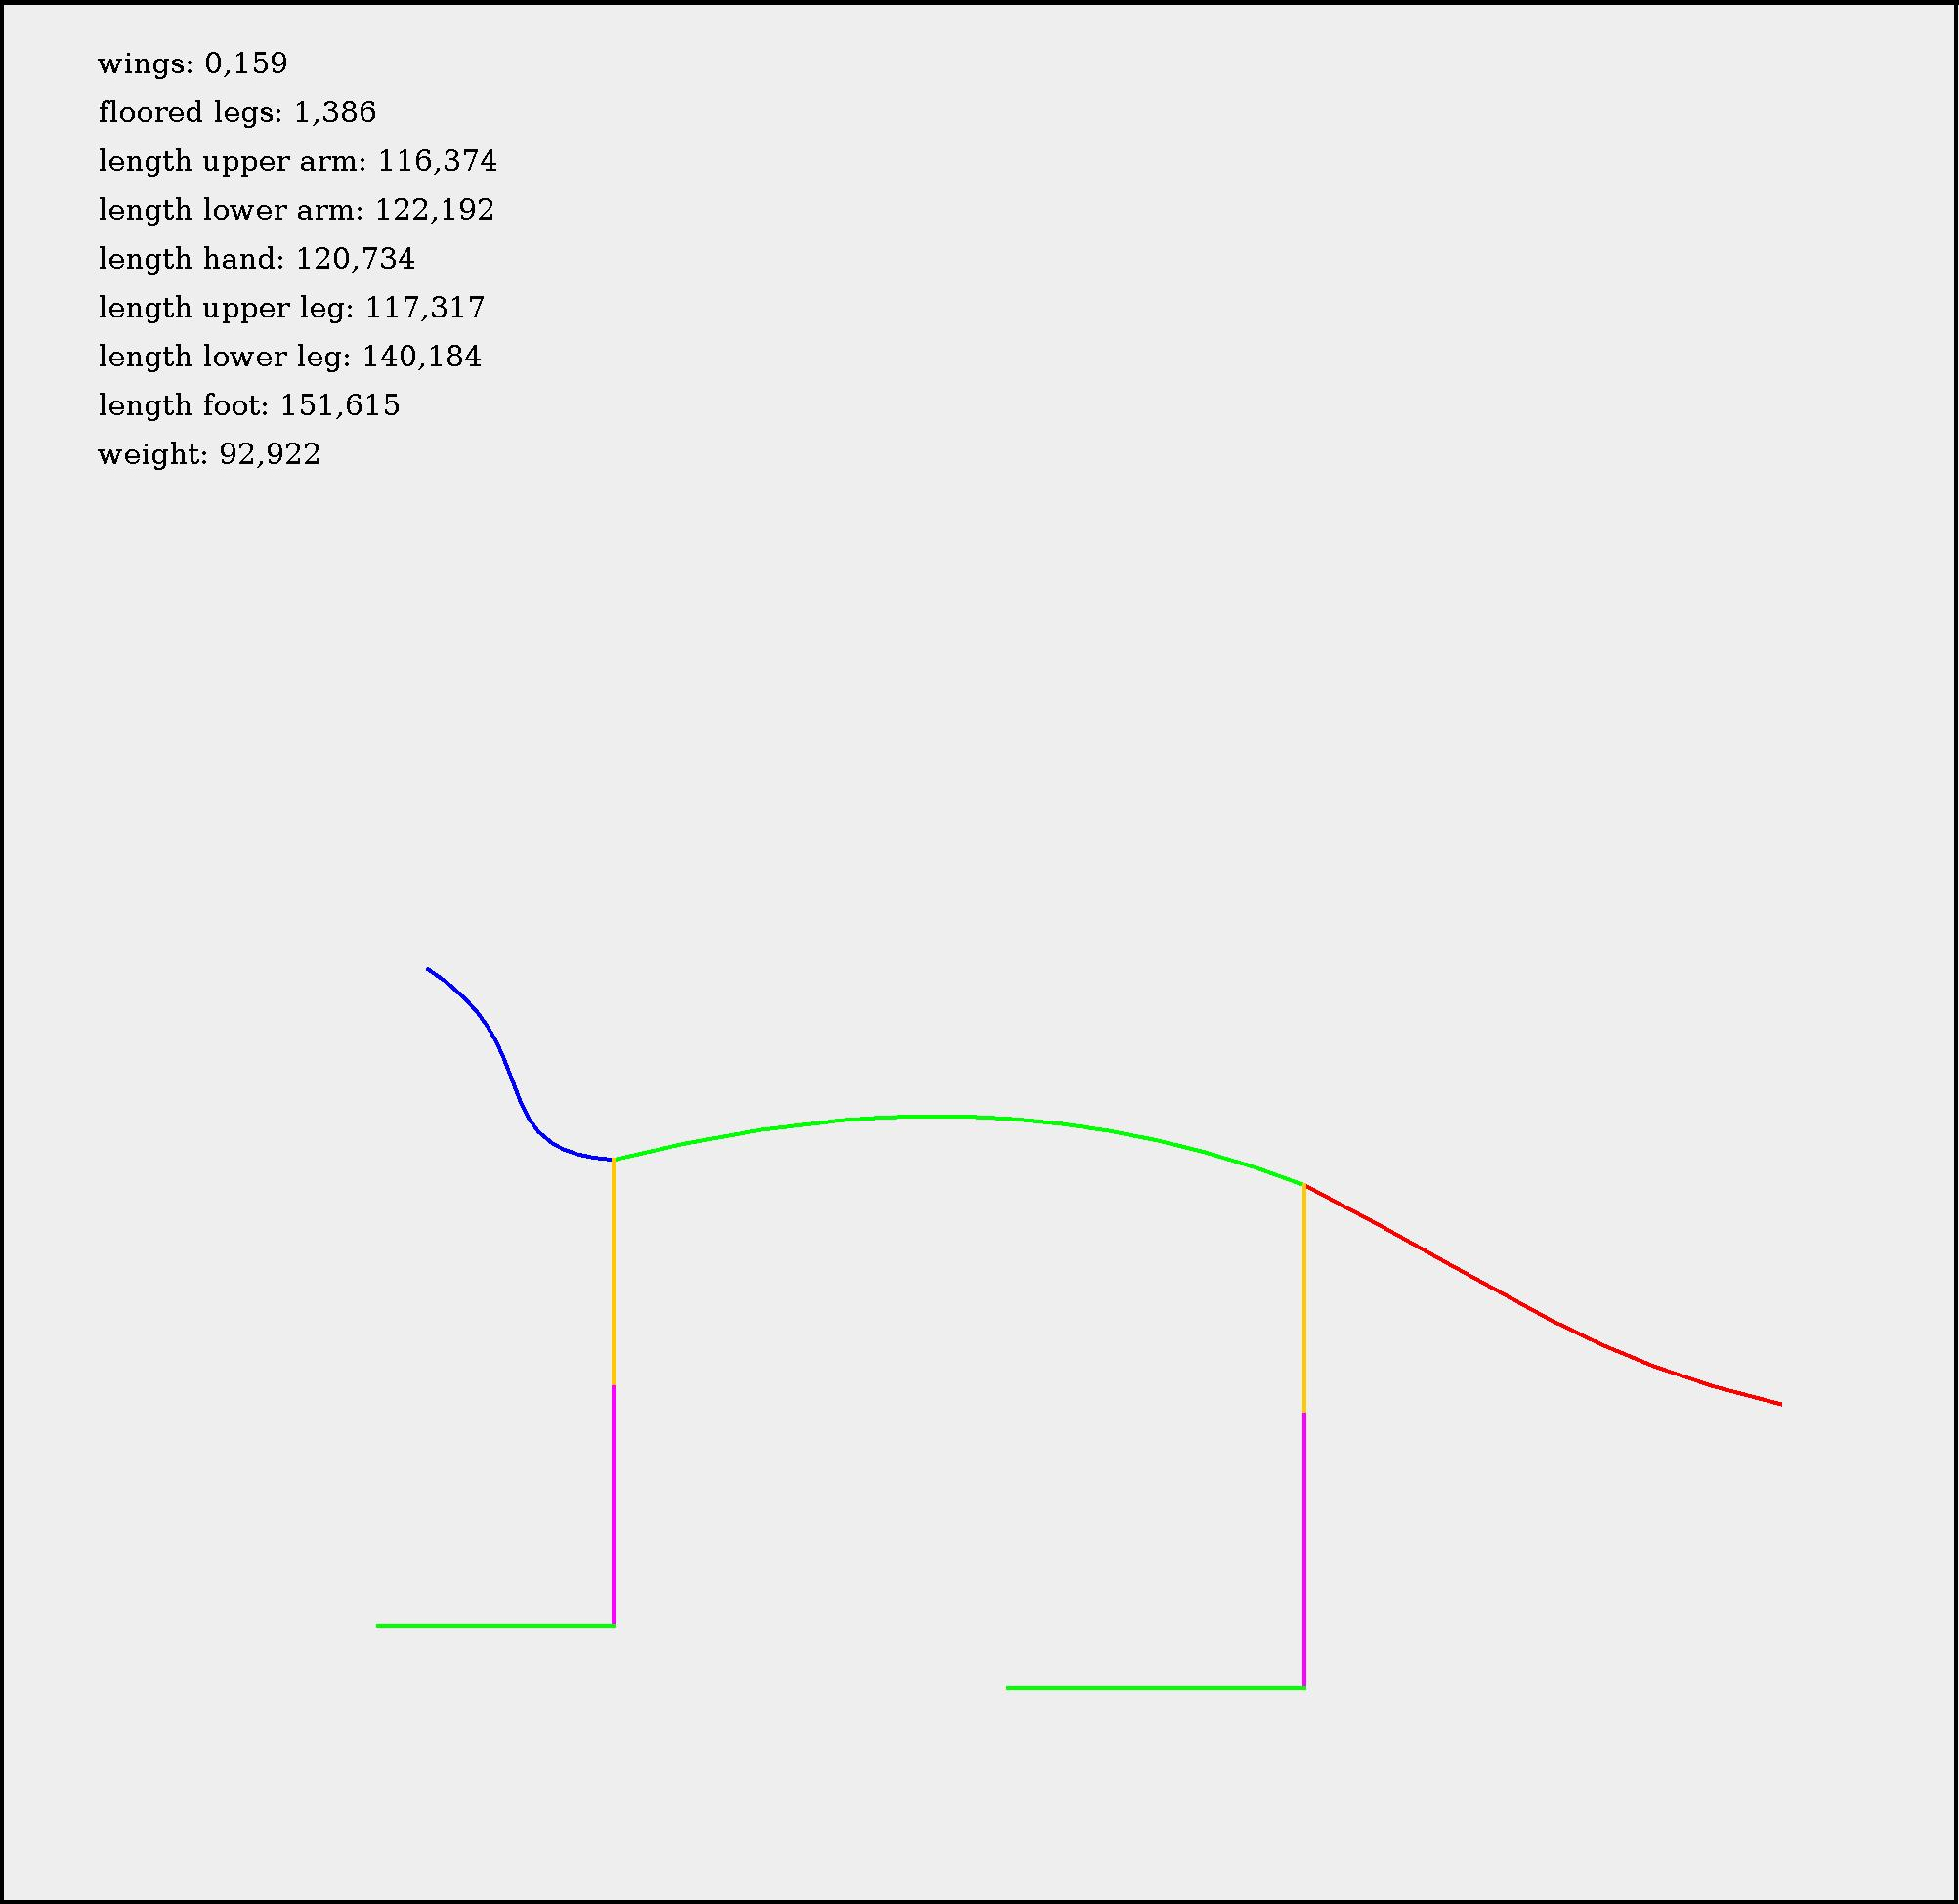 wings: 0,159
floored legs: 1,386
length upper arm: 116,374
length lower arm: 122,192
length hand: 120,734
length upper leg: 117,317
length lower leg: 140,184
length foot: 151,615
weight: 92,922